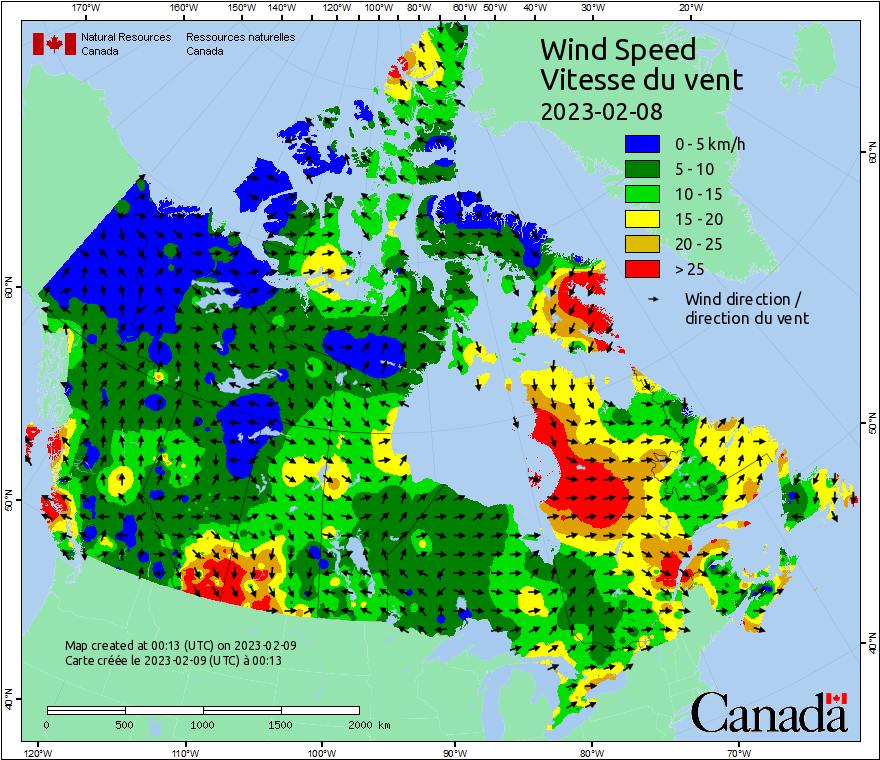 170°W 160°W 150°W 140°W 130°W 120°W 110°W 100°W 80°W 60°W 50°W 40°W 30°W 20°W
Natural Resources Canada
Ressources naturelles Canada
Wind Speed
Vitesse du vent
2023-02-08
0 - 5 km/h
5 - 10
10 - 15
15 - 20
20 - 25
> 25
Wind direction /
direction du vent
60°N
50°N
40°N
60°N
50°N
40°N
Map created at 00:13 (UTC) on 2023-02-09
Carte créée le 2023-02-09 (UTC) à 00:13
0 500 1000 1500 2000 km
Canada
120°W 110°W 100°W 90°W 80°W 70°W